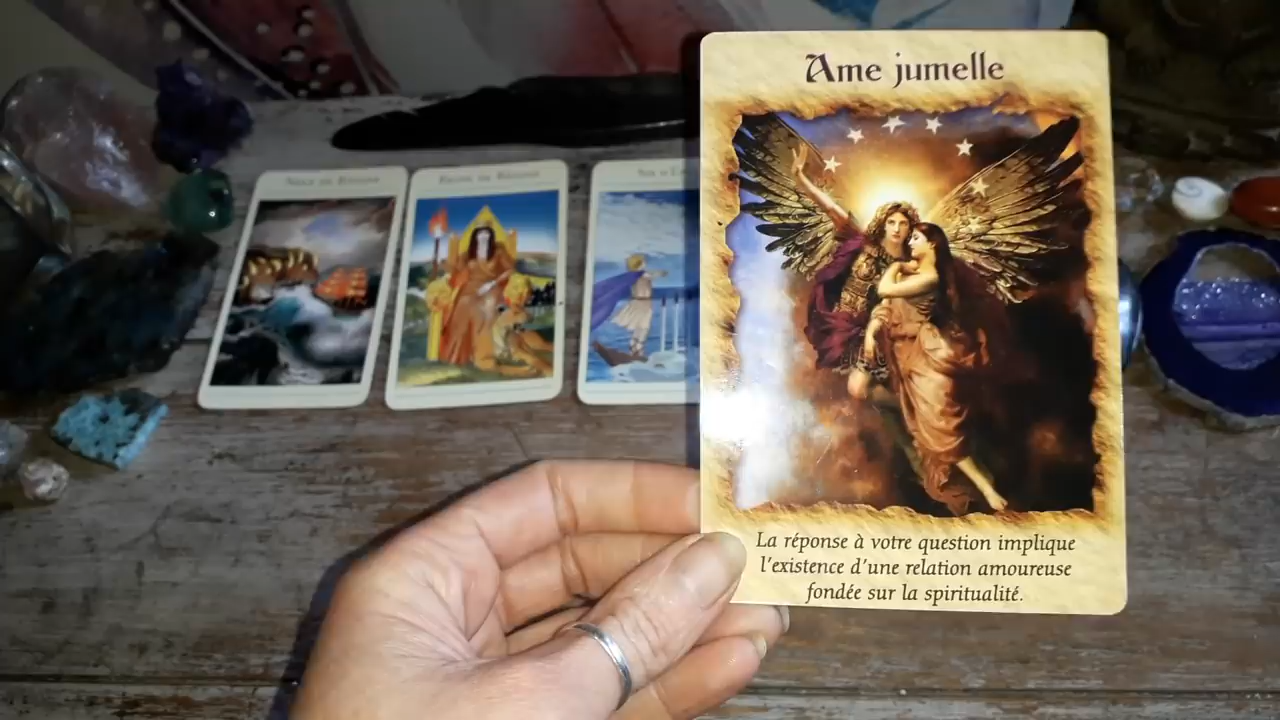 Ame jumelle
La réponse à votre question implique
l'existence d'une relation amoureuse
fondée sur la spiritualité.